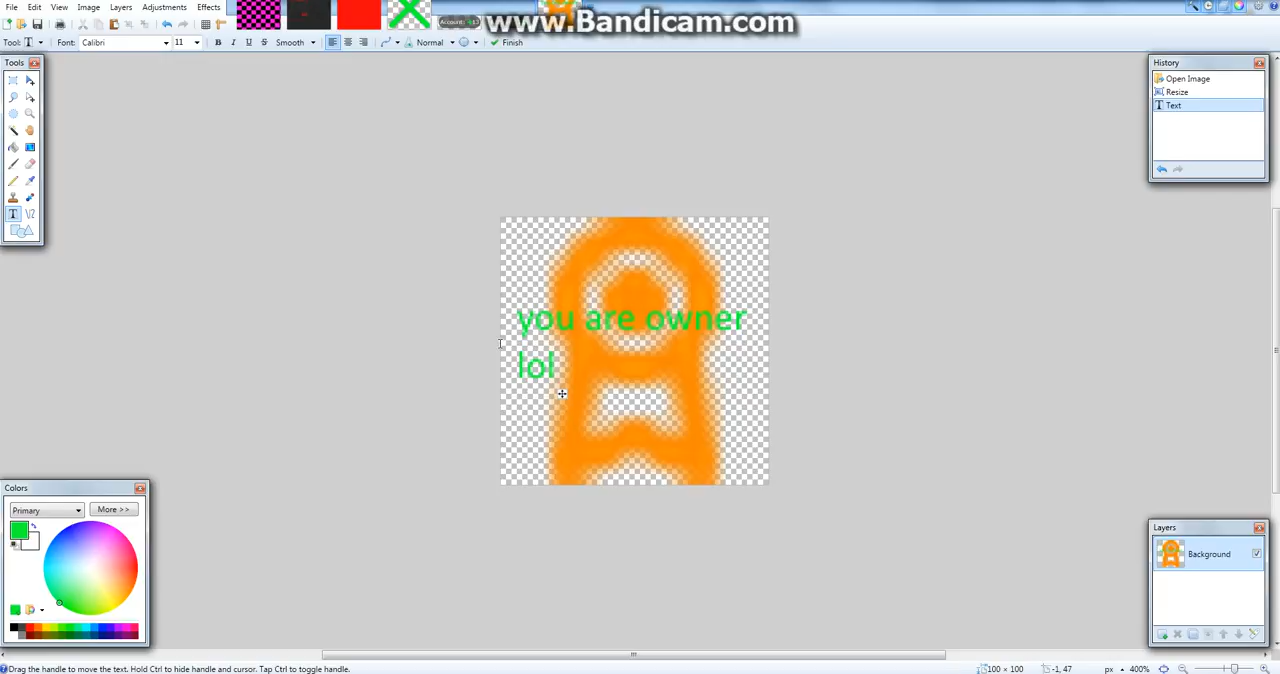 File Edit View Image Layers Adjustments Effects
www.Bandicam.com
Tool: Font: Calibri 11 B I U S Smooth Normal Finish
Tools
History
Open Image
Resize
Text
you are owner
lol
Colors
Primary More >>
Layers
Background
Drag the handle to move the text. Hold Ctrl to hide handle and cursor. Tap Ctrl to toggle handle.
100 × 100 -1, 47 px 400%